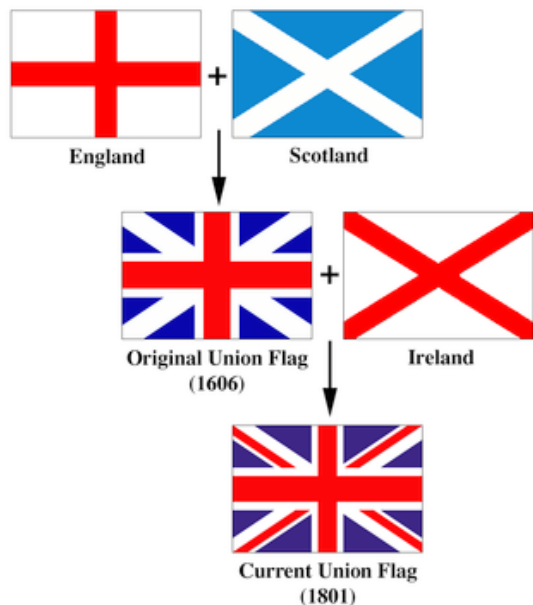 +
England
Scotland
+
Original Union Flag
(1606)
Ireland
Current Union Flag
(1801)